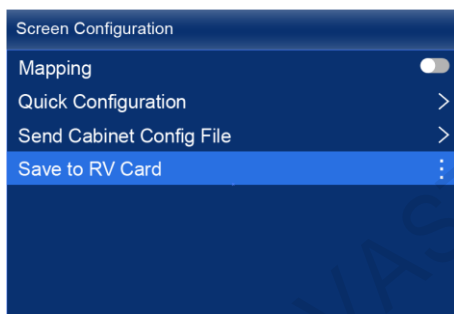 Screen Configuration
Mapping
Quick Configuration
Send Cabinet Config File
Save to RV Card